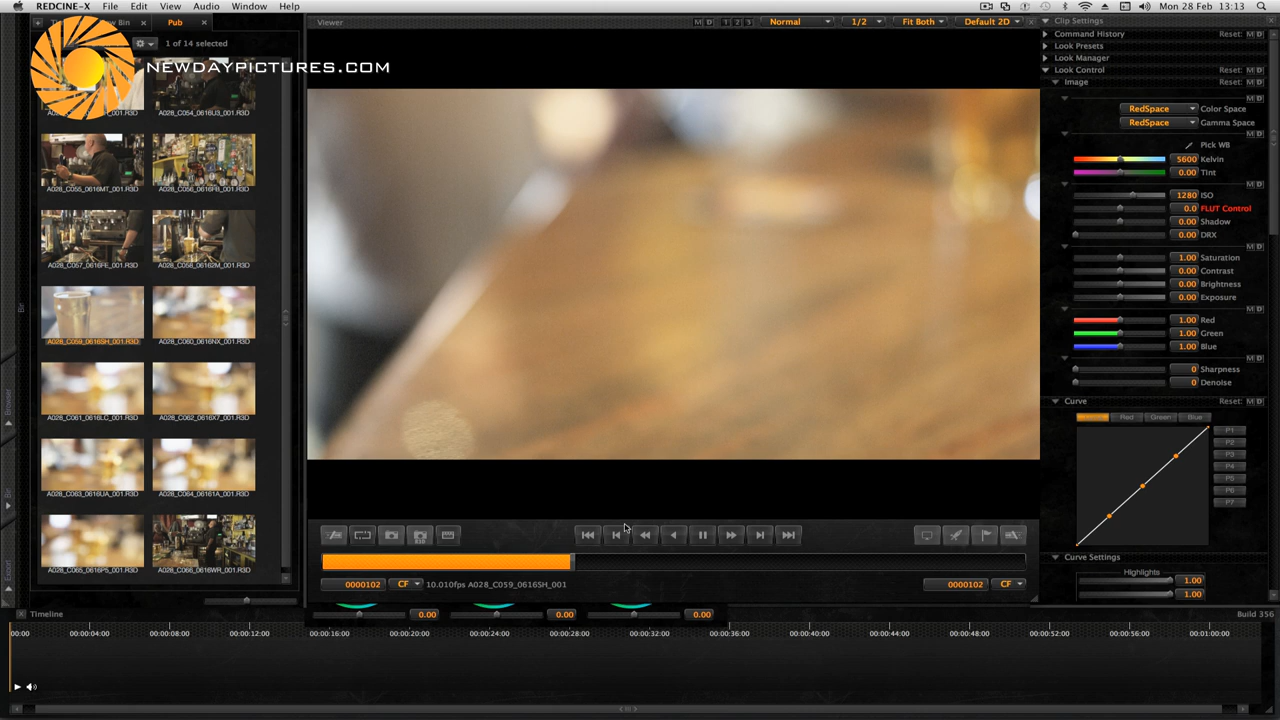 REDCINE-X File Edit View Audio Window Help Mon 28 Feb 13:13
Bin Pub
Viewer M D 1 2 3 Normal 1/2 Fit Both Default 2D
Clip Settings
1 of 14 selected
NEWDAYPICTURES.COM
Command History Reset: M D
Look Presets
Look Manager
Look Control Reset: M D
Image Reset: M D
RedSpace Color Space
RedSpace Gamma Space
Pick WB
5600 Kelvin
0.00 Tint
1280 ISO
0.0 FLUT Control
0.00 Shadow
0.00 DRX
1.00 Saturation
0.00 Contrast
0.00 Brightness
0.00 Exposure
1.00 Red
1.00 Green
1.00 Blue
0 Sharpness
0 Denoise
Curve Reset: M D
Red Green Blue
P1
P2
P3
P4
P5
P6
P7
Curve Settings
Highlights
1.00
1.00
A028_C054_0616U3_001.R3D
A028_C055_0616MT_001.R3D A028_C056_0616PB_001.R3D
A028_C057_0616FE_001.R3D A028_C058_06162M_001.R3D
A028_C059_0616SH_001.R3D A028_C060_0616NX_001.R3D
A028_C061_0616LC_001.R3D A028_C062_0616X7_001.R3D
A028_C063_0616UA_001.R3D A028_C064_06161A_001.R3D
A028_C065_0616P5_001.R3D A028_C066_0616WR_001.R3D
Browser
Bin
Export
0000102 CF 10.010fps A028_C059_0616SH_001 0000102 CF
0.00 0.00 0.00
Timeline Build 356
00:00 00:00:04:00 00:00:08:00 00:00:12:00 00:00:16:00 00:00:20:00 00:00:24:00 00:00:28:00 00:00:32:00 00:00:36:00 00:00:40:00 00:00:44:00 00:00:48:00 00:00:52:00 00:00:56:00 00:01:00:00